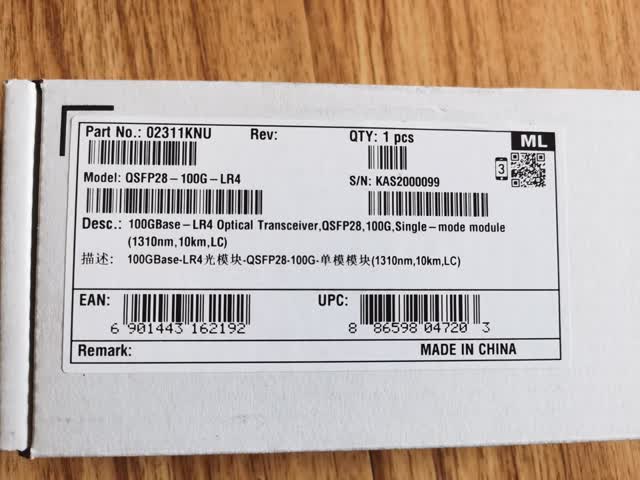 Part No.: 02311KNU Rev: QTY: 1 pcs ML
Model: QSFP28-100G-LR4 S/N: KAS2000099 3
Desc.: 100GBase-LR4 Optical Transceiver,QSFP28,100G,Single-mode module
(1310nm,10km,LC)
描述: 100GBase-LR4光模块-QSFP28-100G-单模模块(1310nm,10km,LC)
EAN: UPC:
6 901443 162192 8 86598 04720 3
Remark: MADE IN CHINA